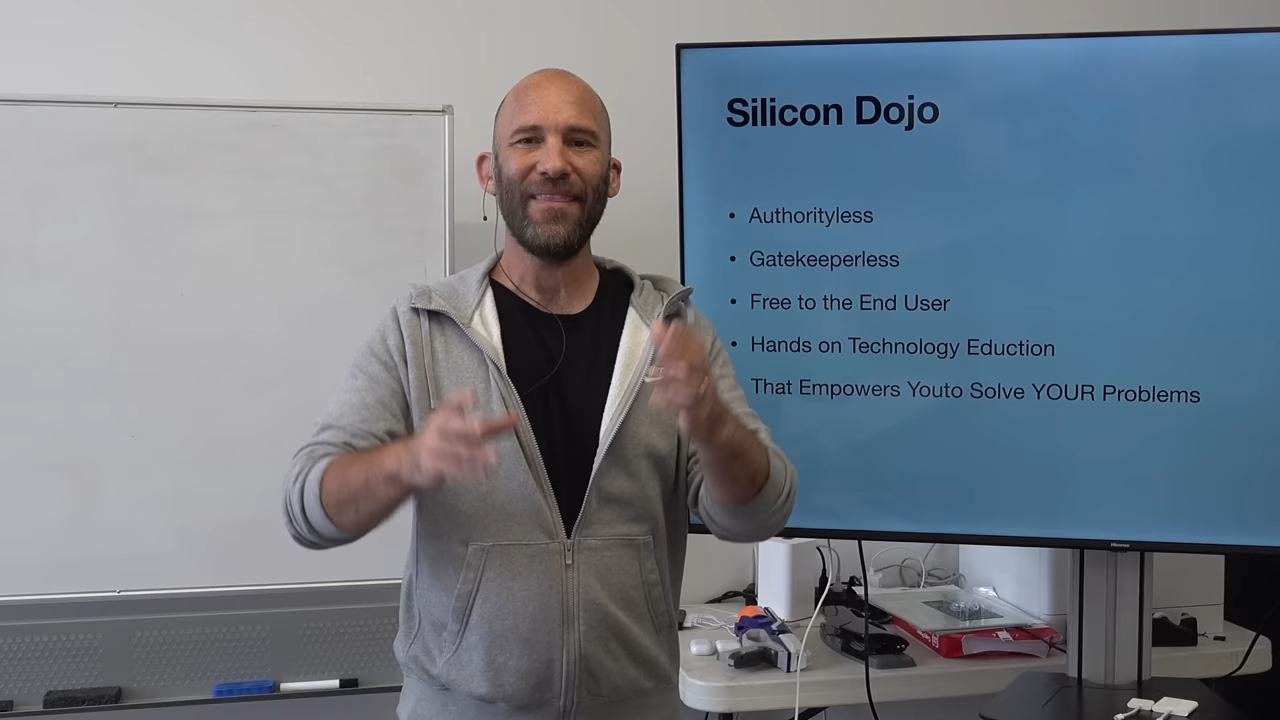 Silicon Dojo
• Authorityless
• Gatekeeperless
• Free to the End User
• Hands on Technology Eduction
That Empowers Youto Solve YOUR Problems
Hisense